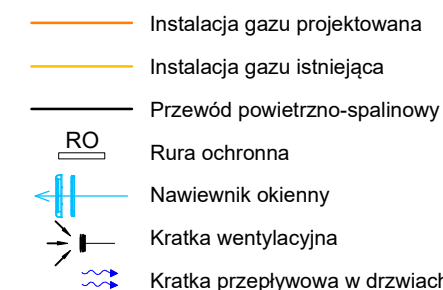 Instalacja gazu projektowana
Instalacja gazu istniejąca
Przewód powietrzno-spalinowy
RO
Rura ochronna
Nawiewnik okienny
Kratka wentylacyjna
Kratka przepływowa w drzwiach